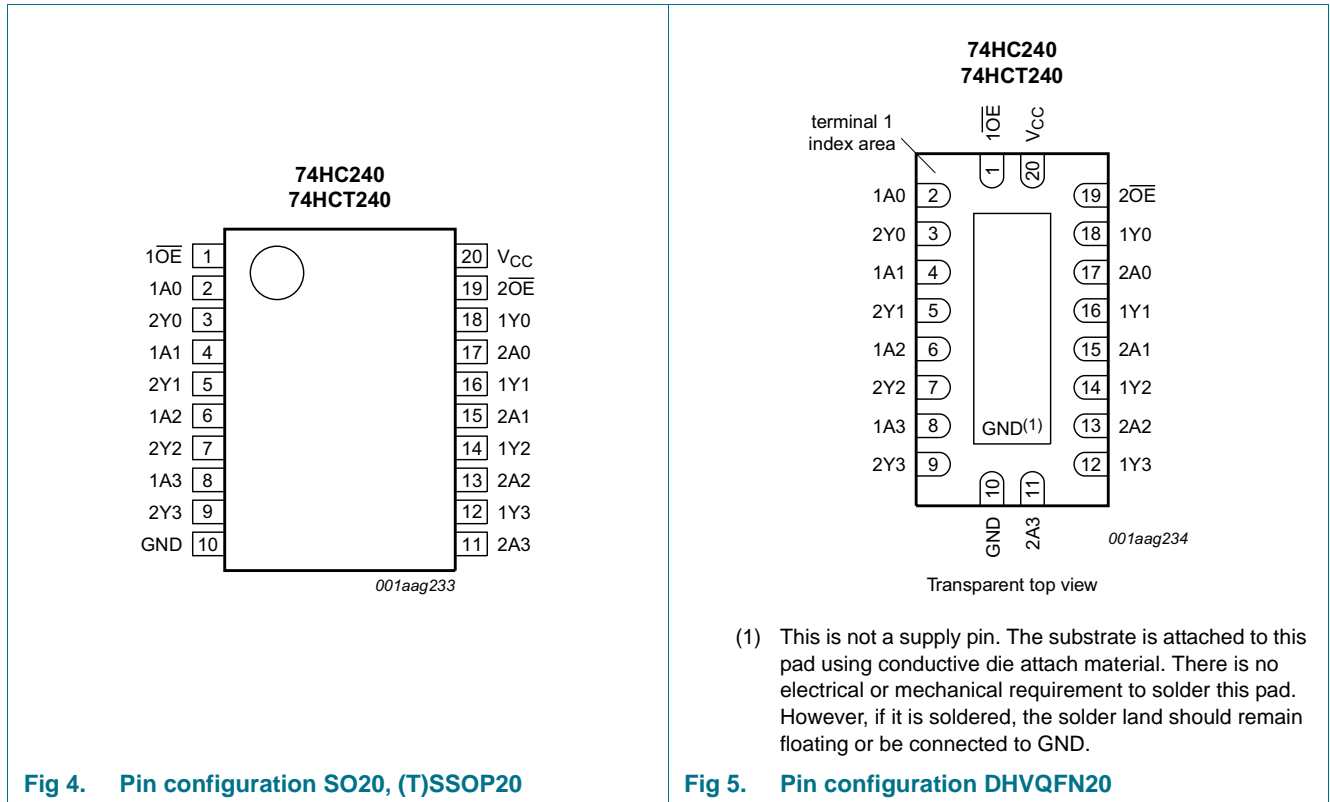 74HC240
74HCT240
1O̅E̅ 1
1A0 2
2Y0 3
1A1 4
2Y1 5
1A2 6
2Y2 7
1A3 8
2Y3 9
GND 10
20 VCC
19 2O̅E̅
18 1Y0
17 2A0
16 1Y1
15 2A1
14 1Y2
13 2A2
12 1Y3
11 2A3
001aag233
Fig 4. Pin configuration SO20, (T)SSOP20
74HC240
74HCT240
terminal 1
index area
1O̅E̅
VCC
1
20
1A0 2
2Y0 3
1A1 4
2Y1 5
1A2 6
2Y2 7
1A3 8
2Y3 9
19 2O̅E̅
18 1Y0
17 2A0
16 1Y1
15 2A1
14 1Y2
13 2A2
12 1Y3
GND(1)
10
11
GND
2A3
001aag234
Transparent top view
(1) This is not a supply pin. The substrate is attached to this
pad using conductive die attach material. There is no
electrical or mechanical requirement to solder this pad.
However, if it is soldered, the solder land should remain
floating or be connected to GND.
Fig 5. Pin configuration DHVQFN20